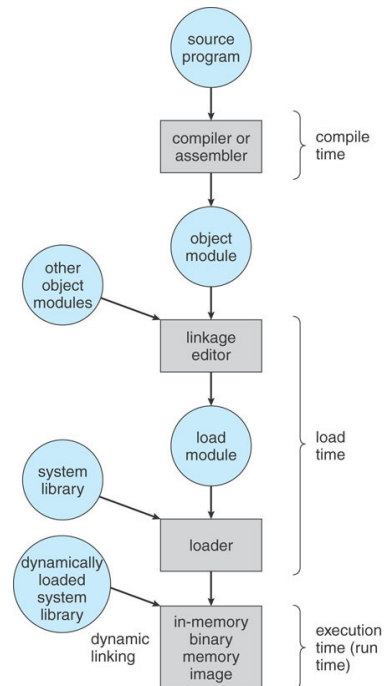 source
program
compiler or
assembler
compile
time
object
module
other
object
modules
linkage
editor
load
module
load
time
system
library
loader
dynamically
loaded
system
library
dynamic
linking
in-memory
binary
memory
image
execution
time (run
time)